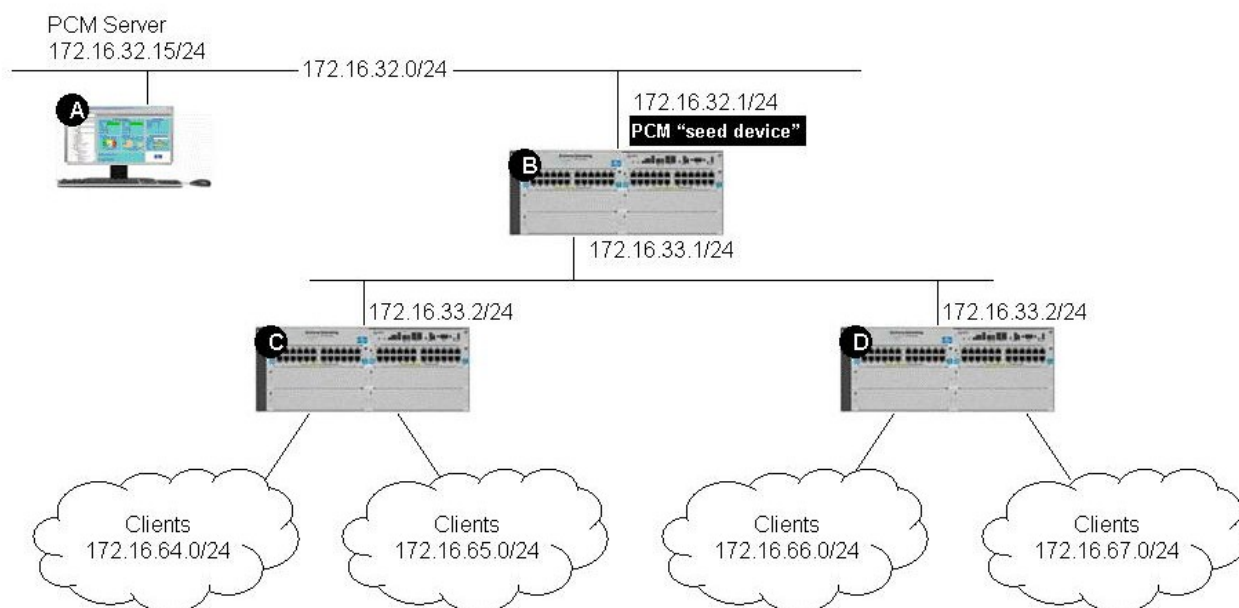 PCM Server
172.16.32.15/24
172.16.32.0/24
A
172.16.32.1/24
PCM "seed device"
B
172.16.33.1/24
172.16.33.2/24
172.16.33.2/24
C
D
Clients
172.16.64.0/24
Clients
172.16.65.0/24
Clients
172.16.66.0/24
Clients
172.16.67.0/24